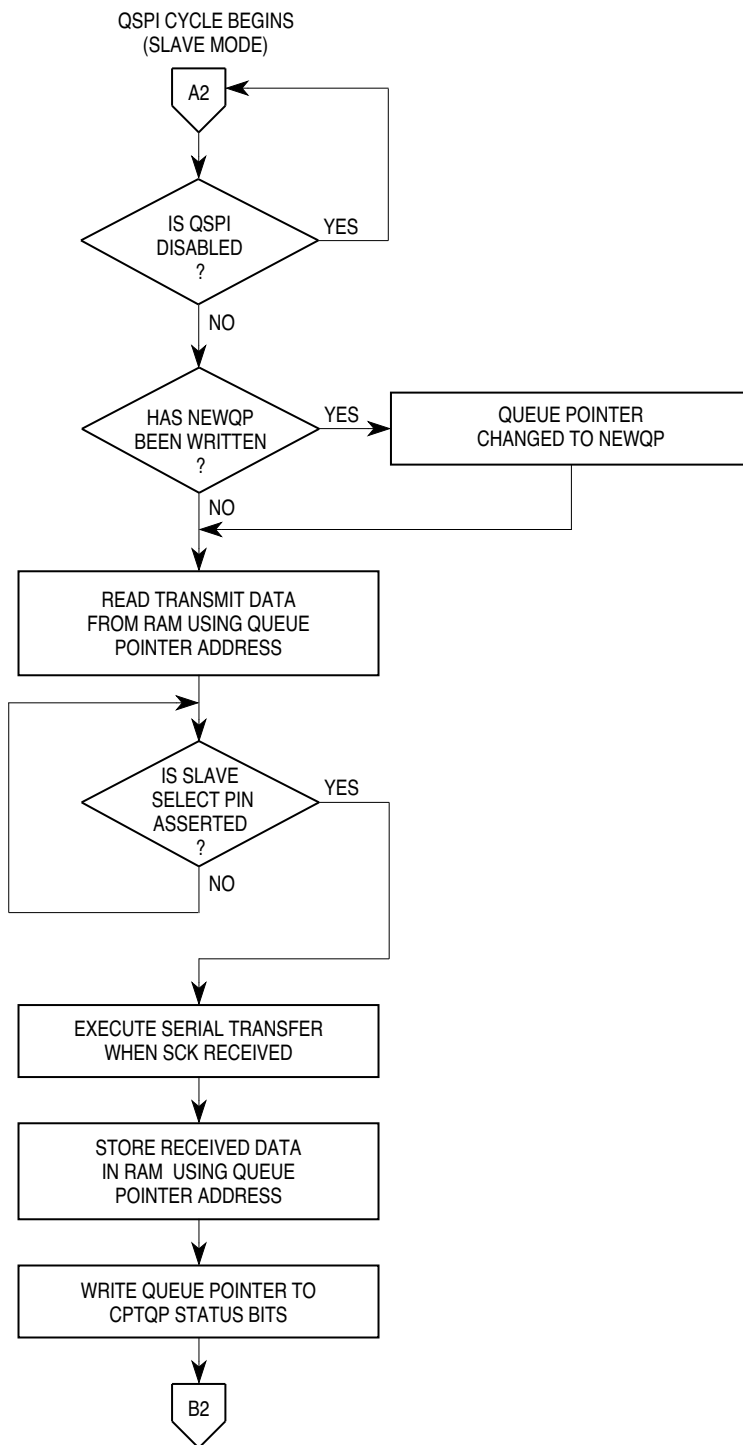 QSPI CYCLE BEGINS
(SLAVE MODE)
A2
IS QSPI
DISABLED
?
YES
NO
HAS NEWQP
BEEN WRITTEN
?
YES
QUEUE POINTER
CHANGED TO NEWQP
NO
READ TRANSMIT DATA
FROM RAM USING QUEUE
POINTER ADDRESS
IS SLAVE
SELECT PIN
ASSERTED
?
YES
NO
EXECUTE SERIAL TRANSFER
WHEN SCK RECEIVED
STORE RECEIVED DATA
IN RAM USING QUEUE
POINTER ADDRESS
WRITE QUEUE POINTER TO
CPTQP STATUS BITS
B2